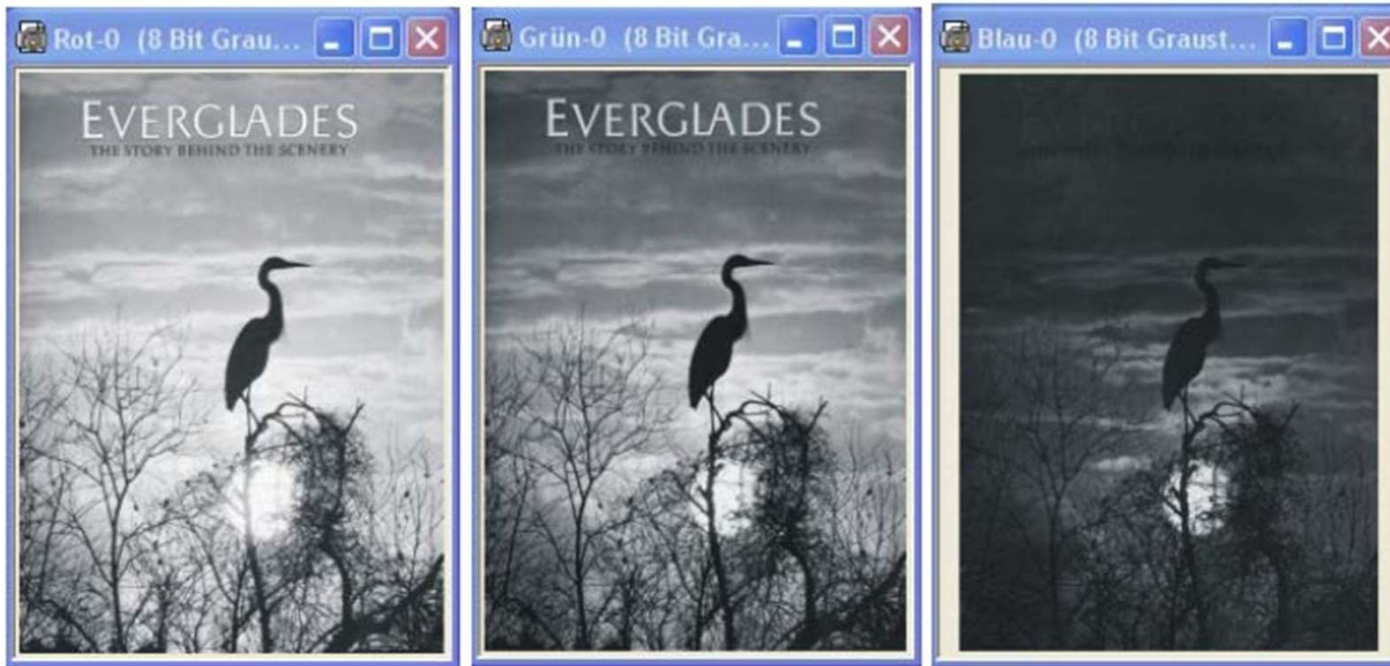 Rot-0 (8 Bit Grau...
EVERGLADES
THE STORY BEHIND THE SCENERY
Grün-0 (8 Bit Gra...
EVERGLADES
THE STORY BEHIND THE SCENERY
Blau-0 (8 Bit Graust...